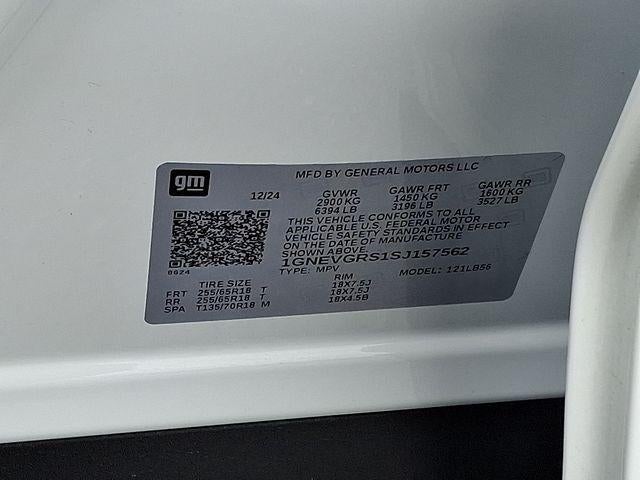 gm
MFD BY GENERAL MOTORS LLC
12/24 GVWR GAWR FRT GAWR RR
2900 KG 1450 KG 1600 KG
6394 LB 3196 LB 3527 LB
THIS VEHICLE CONFORMS TO ALL
APPLICABLE U.S. FEDERAL MOTOR
VEHICLE SAFETY STANDARDS IN EFFECT
ON THE DATE OF MANUFACTURE
SHOWN ABOVE.
1GNEVGRS1SJ157562
0624 TYPE: MPV MODEL: 121LB56
TIRE SIZE RIM
FRT 255/65R18 T 18X7.5J
RR 255/65R18 T 18X7.5J
SPA T135/70R18 M 18X4.5B